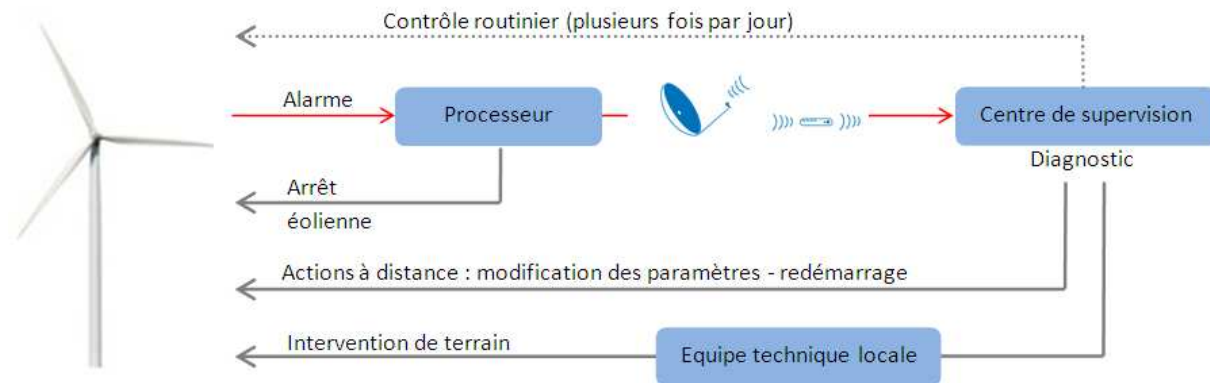 Contrôle routinier (plusieurs fois par jour)
Alarme
Processeur
Centre de supervision
Diagnostic
Arrêt
éolienne
Actions à distance : modification des paramètres - redémarrage
Intervention de terrain
Equipe technique locale